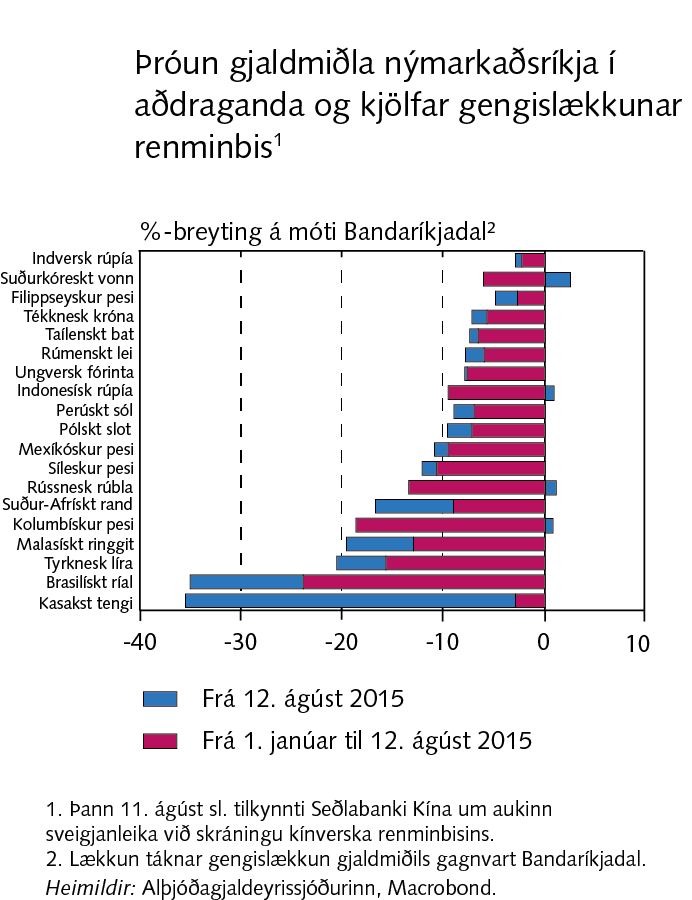 Þróun gjaldmiðla nýmarkaðsríkja í
aðdraganda og kjölfar gengislækkunar
renminbis¹
%-breyting á móti Bandaríkjadal²
Indversk rúpía
Suðurkóreskt vonn
Filippseyskur pesi
Tékknesk króna
Taílenskt bat
Rúmenskt lei
Ungversk fórinta
Indonesísk rúpía
Perúskt sól
Pólskt slot
Mexíkóskur pesi
Síleskur pesi
Rússnesk rúbla
Suður-Afrískt rand
Kolumbískur pesi
Malasískt ringgit
Tyrknesk líra
Brasilískt ríal
Kasakst tengi
-40 -30 -20 -10 0 10
Frá 12. ágúst 2015
Frá 1. janúar til 12. ágúst 2015
1. Þann 11. ágúst sl. tilkynnti Seðlabanki Kína um aukinn
sveigjanleika við skráningu kínverska renminbisins.
2. Lækkun táknar gengislækkun gjaldmiðils gagnvart Bandaríkjadal.
Heimildir: Alþjóðagjaldeyrissjóðurinn, Macrobond.